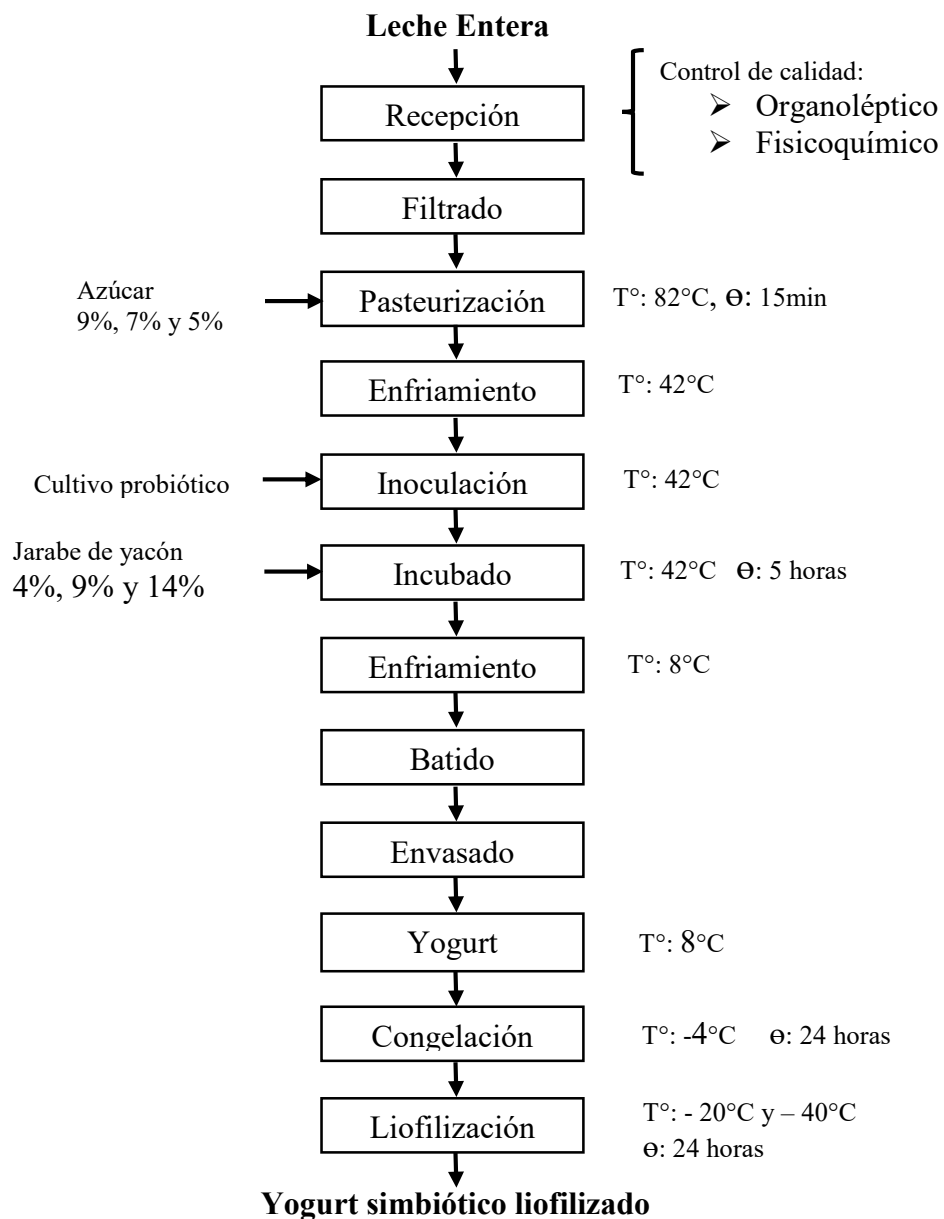 Leche Entera
Control de calidad:
➢ Organoléptico
➢ Fisicoquímico
Recepción
Filtrado
Azúcar
9%, 7% y 5%
Pasteurización
T°: 82°C, ɵ: 15min
Enfriamiento
T°: 42°C
Cultivo probiótico
Inoculación
T°: 42°C
Jarabe de yacón
4%, 9% y 14%
Incubado
T°: 42°C ɵ: 5 horas
Enfriamiento
T°: 8°C
Batido
Envasado
Yogurt
T°: 8°C
Congelación
T°: -4°C ɵ: 24 horas
Liofilización
T°: - 20°C y – 40°C
ɵ: 24 horas
Yogurt simbiótico liofilizado